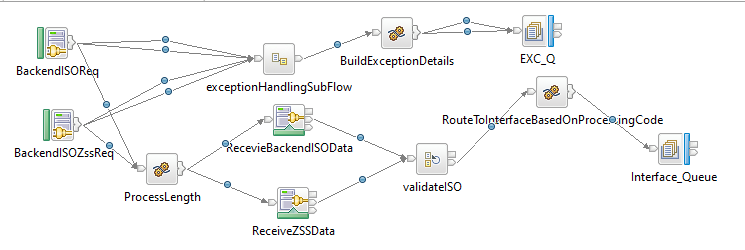 BackendISOReq
exceptionHandlingSubFlow
BuildExceptionDetails
EXC_Q
BackendISOZssReq
ProcessLength
RecevieBackendISOData
ReceiveZSSData
validateISO
RouteToInterfaceBasedOnProcessingCode
Interface_Queue